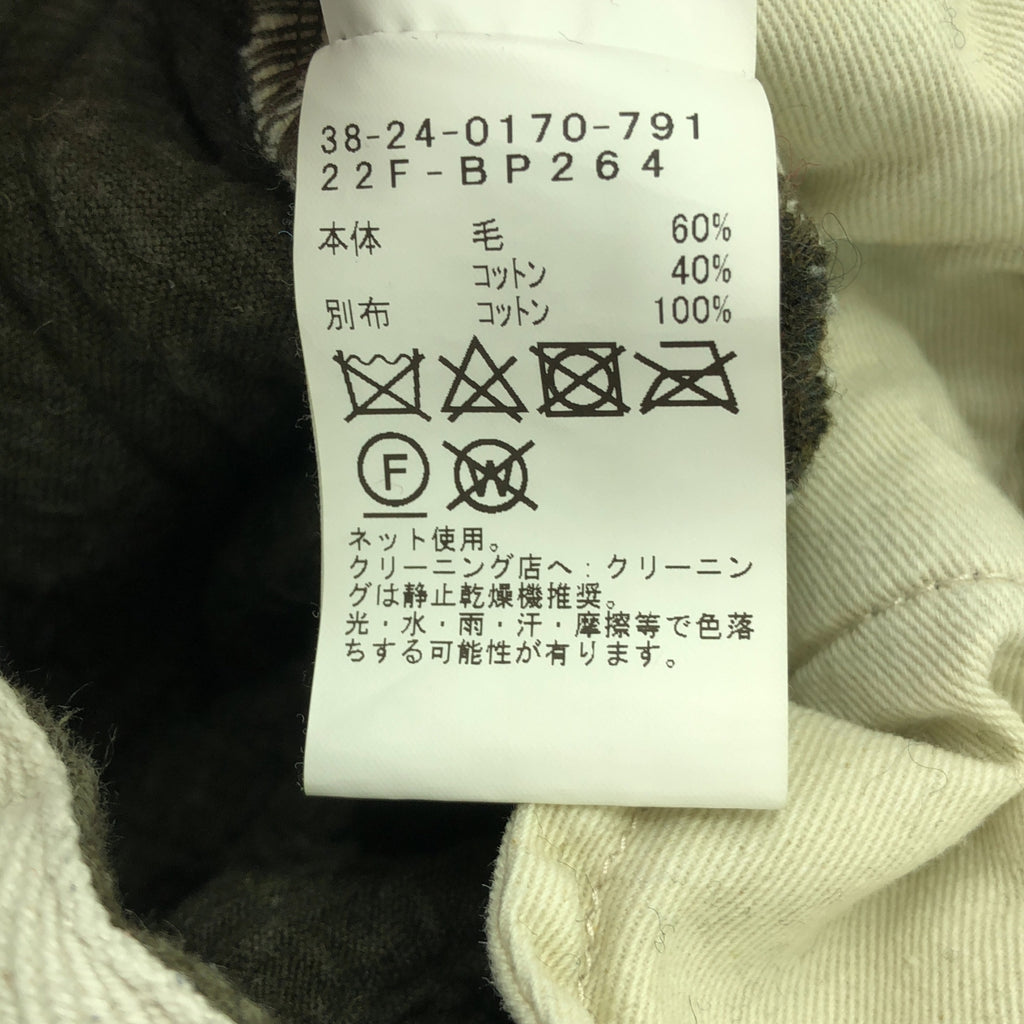 38-24-0170-791
22F-BP264
本体 毛 60%
コットン 40%
別布 コットン 100%
F W
ネット使用。
クリーニング店へ：クリーニン
グは静止乾燥機推奨。
光・水・雨・汗・摩擦等で色落
ちする可能性が有ります。